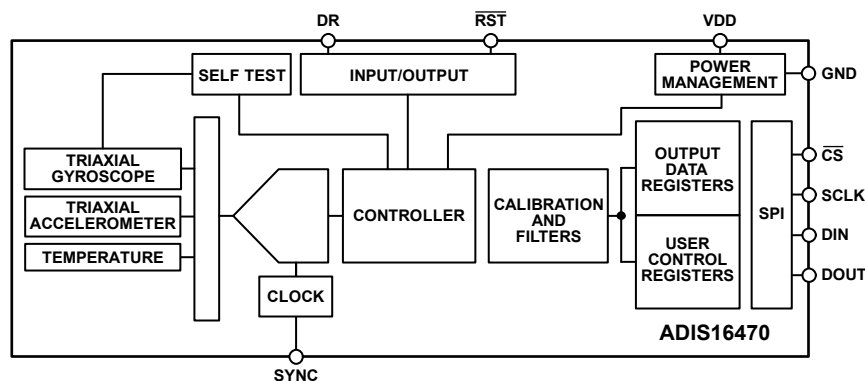 DR
RST
VDD
SELF TEST
INPUT/OUTPUT
POWER
MANAGEMENT
GND
TRIAXIAL
GYROSCOPE
TRIAXIAL
ACCELEROMETER
TEMPERATURE
CONTROLLER
CALIBRATION
AND
FILTERS
OUTPUT
DATA
REGISTERS
USER
CONTROL
REGISTERS
SPI
CS
SCLK
DIN
DOUT
CLOCK
ADIS16470
SYNC